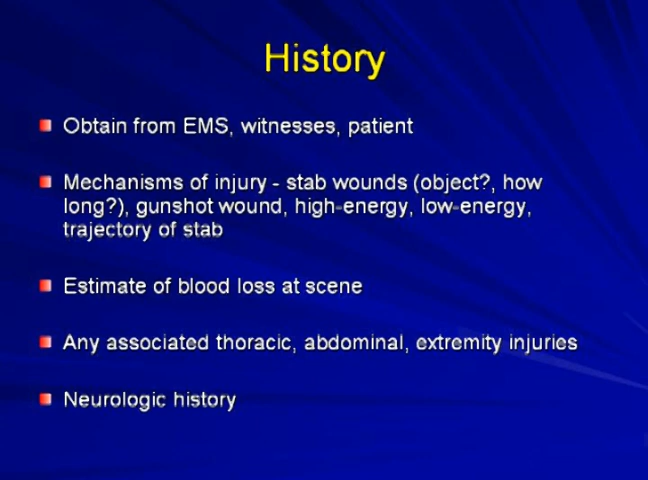 History
Obtain from EMS, witnesses, patient
Mechanisms of injury - stab wounds (object?, how
long?), gunshot wound, high-energy, low-energy,
trajectory of stab
Estimate of blood loss at scene
Any associated thoracic, abdominal, extremity injuries
Neurologic history